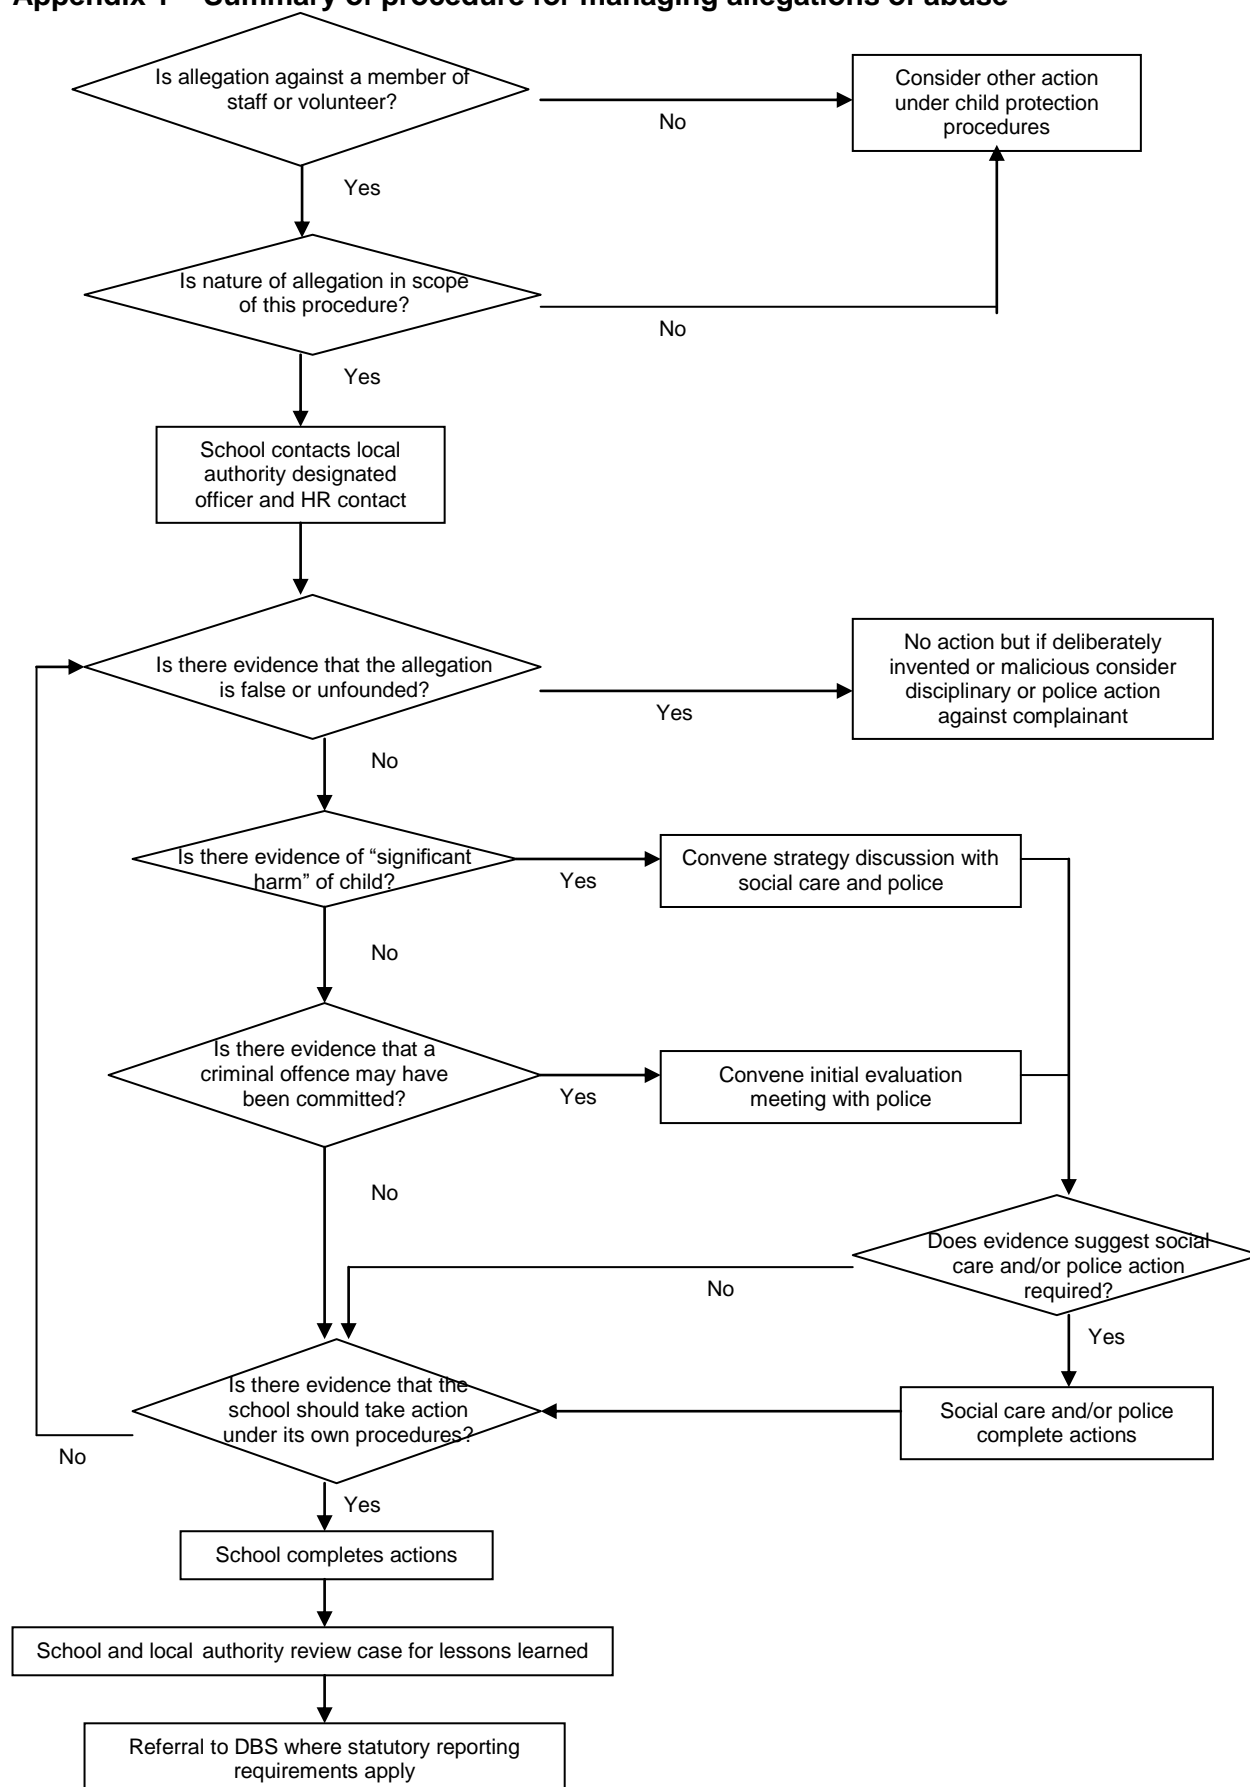 Appendix 1 – Summary of procedure for managing allegations of abuse
Is allegation against a member of
staff or volunteer?
Consider other action
under child protection
procedures
No
Yes
Is nature of allegation in scope
of this procedure?
No
Yes
School contacts local
authority designated
officer and HR contact
Is there evidence that the allegation
is false or unfounded?
No action but if deliberately
invented or malicious consider
disciplinary or police action
against complainant
Yes
No
Is there evidence of “significant
harm” of child?
Yes
Convene strategy discussion with
social care and police
No
Is there evidence that a
criminal offence may have
been committed?
Yes
Convene initial evaluation
meeting with police
No
Does evidence suggest social
care and/or police action
required?
No
Yes
Is there evidence that the
school should take action
under its own procedures?
Social care and/or police
complete actions
No
Yes
School completes actions
School and local authority review case for lessons learned
Referral to DBS where statutory reporting
requirements apply